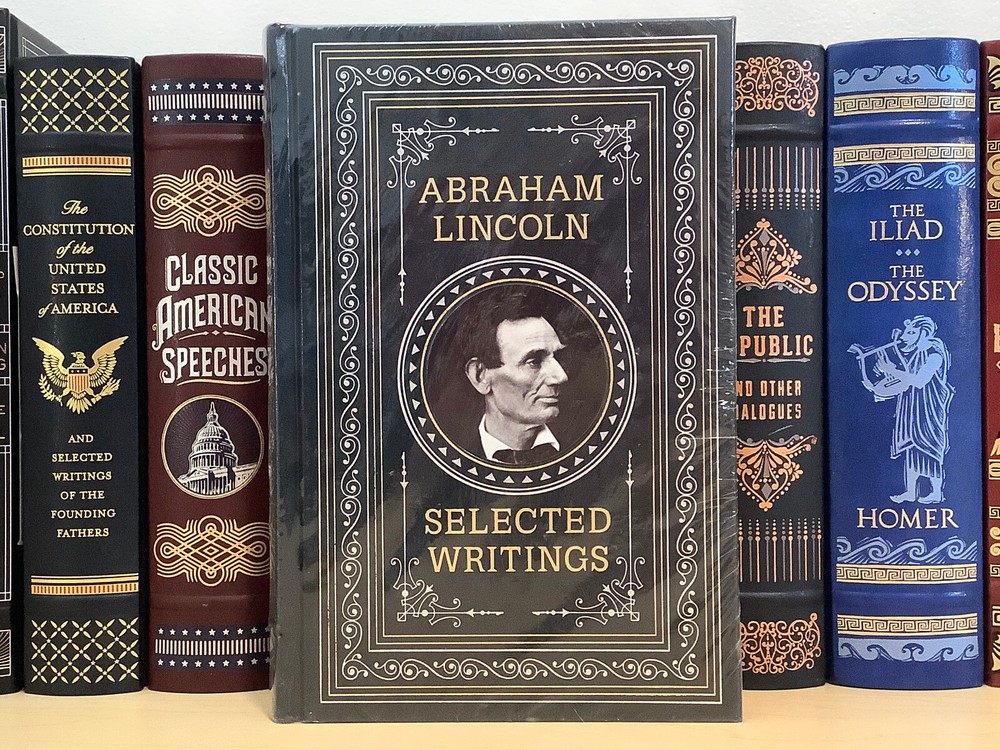 The
CONSTITUTION
of the
UNITED
STATES
of AMERICA
AND
SELECTED
WRITINGS
OF THE
FOUNDING
FATHERS
CLASSIC
AMERICAN
SPEECHES
ABRAHAM
LINCOLN
SELECTED
WRITINGS
THE
PUBLIC
ND OTHER
ALOGUES
THE
ILIAD
THE
ODYSSEY
HOMER